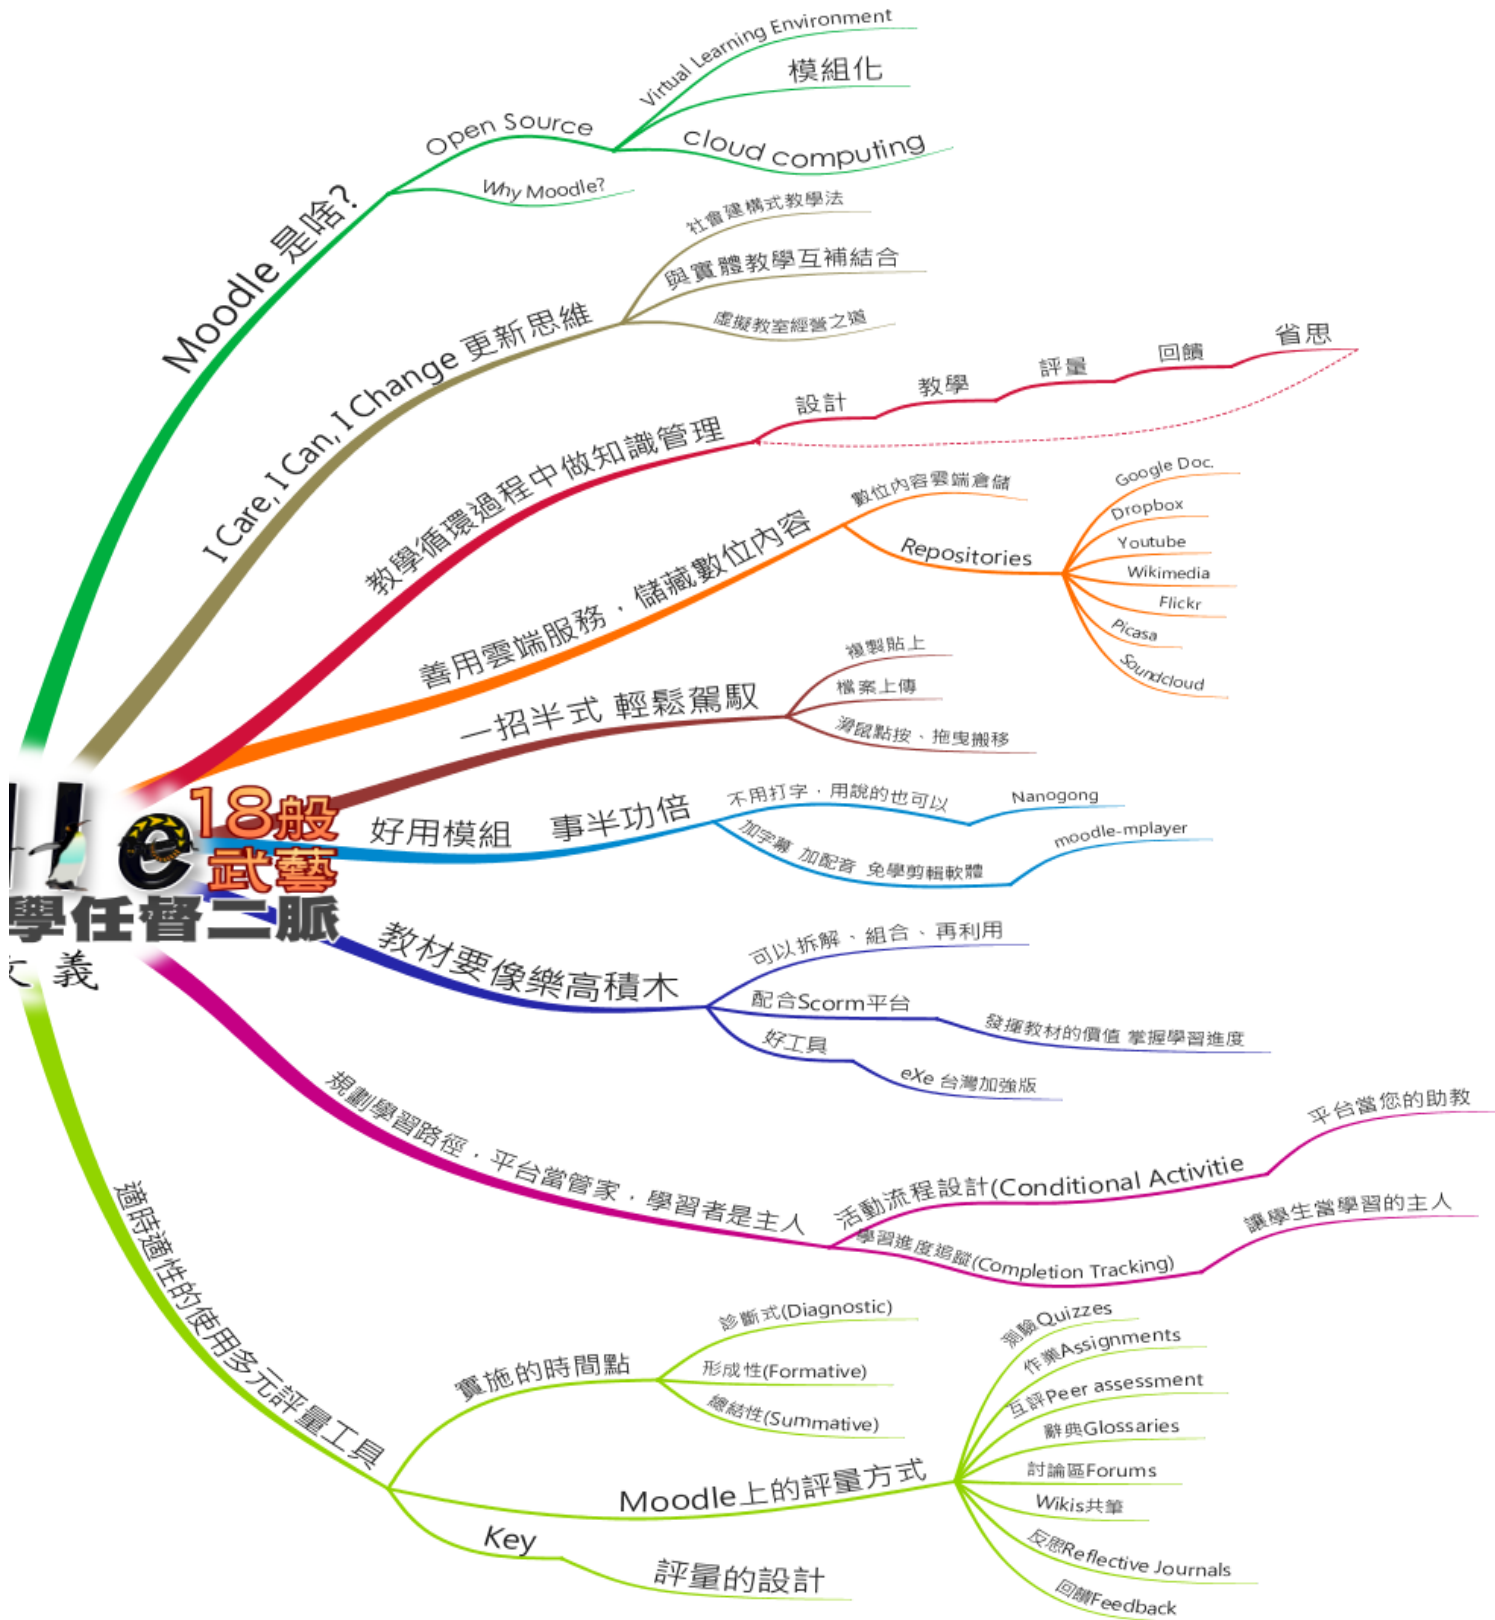 Moodle 是啥?
Open Source
Virtual Learning Environment
模組化
cloud computing
Why Moodle?
I Care, I Can, I Change 更新思維
社會建構式教學法
與實體教學互補結合
虛擬教室經營之道
教學循環過程中做知識管理
設計
教學
評量
回饋
省思
善用雲端服務，儲藏數位內容
數位內容雲端倉儲
Repositories
Google Doc.
Dropbox
Youtube
Wikimedia
Flickr
Picasa
Soundcloud
一招半式 輕鬆駕馭
複製貼上
檔案上傳
滑鼠點按、拖曳搬移
18般
武藝
學任督二脈
義
好用模組 事半功倍
不用打字，用說的也可以
Nanogong
加字幕 加配音 免學剪輯軟體
moodle-mplayer
教材要像樂高積木
可以拆解、組合、再利用
配合Scorm平台
發揮教材的價值 掌握學習進度
好工具
eXe 台灣加強版
規劃學習路徑，平台當管家，學習者是主人
活動流程設計(Conditional Activitie
平台當您的助教
學習進度追蹤(Completion Tracking)
讓學生當學習的主人
適時適性的使用多元評量工具
實施的時間點
診斷式(Diagnostic)
形成性(Formative)
總結性(Summative)
Moodle上的評量方式
測驗Quizzes
作業Assignments
互評Peer assessment
辭典Glossaries
討論區Forums
Wikis共筆
反思Reflective Journals
回饋Feedback
Key
評量的設計